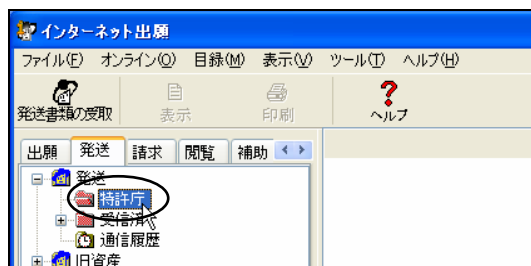 インターネット出願
ファイル(F) オンライン(O) 目録(M) 表示(V) ツール(T) ヘルプ(H)
発送書類の受取 表示 印刷 ヘルプ
出願 発送 請求 閲覧 補助
発送
特許庁
受信済
通信履歴
旧資産